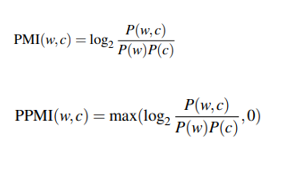 PMI(w,c) = log₂ P(w,c) / P(w)P(c)
PPMI(w,c) = max(log₂ P(w,c) / P(w)P(c) ,0)